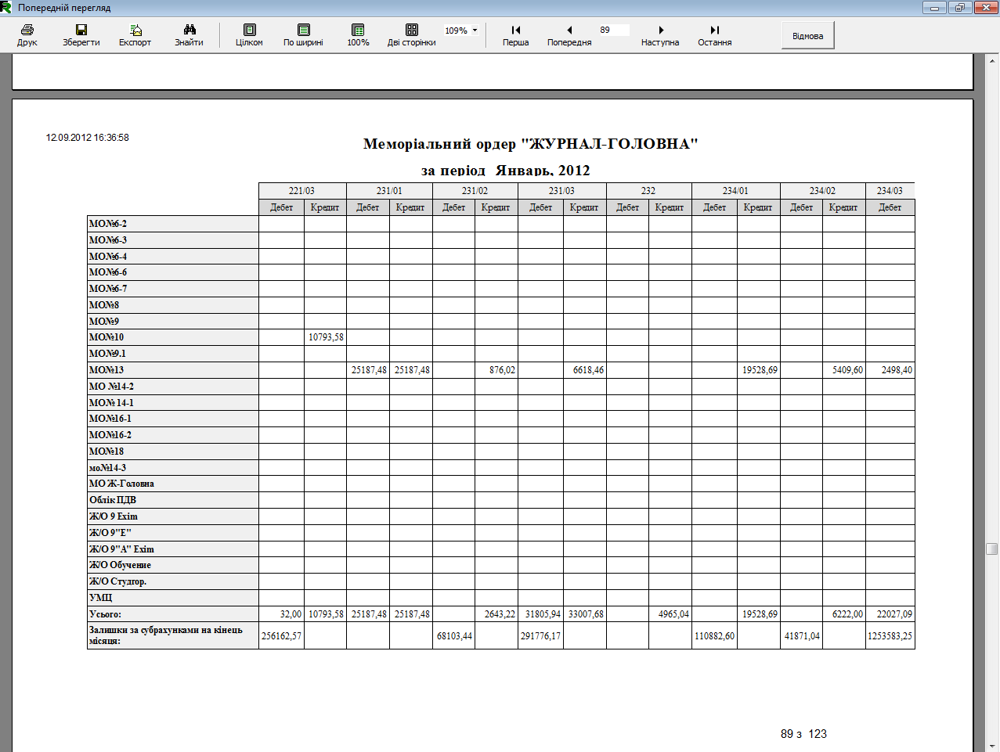 Попередній перегляд
Друк Зберегти Експорт Знайти Цілком По ширині 100% Дві сторінки 109% Перша Попередня 89 Наступна Остання Відмова
12.09.2012 16:36:58
Меморіальний ордер "ЖУРНАЛ-ГОЛОВНА"
за період Январь, 2012
221/03 231/01 231/02 231/03 232 234/01 234/02 234/03
Дебет Кредит Дебет Кредит Дебет Кредит Дебет Кредит Дебет Кредит Дебет Кредит Дебет Кредит Дебет
МО№6-2
МО№6-3
МО№6-4
МО№6-6
МО№6-7
МО№8
МО№9
МО№10 10793,58
МО№9.1
МО№13 25187,48 25187,48 876,02 6618,46 19528,69 5409,60 2498,40
МО №14-2
МО№ 14-1
МО№16-1
МО№16-2
МО№18
мо№14-3
МО Ж-Головна
Облік ПДВ
Ж/О 9 Exim
Ж/О 9"Е"
Ж/О 9"А" Exim
Ж/О Обучение
Ж/О Студгор.
УМЦ
Усього: 32,00 10793,58 25187,48 25187,48 2643,22 31805,94 33007,68 4965,04 19528,69 6222,00 22027,09
Залишки за субрахунками на кінець
місяця: 256162,57 68103,44 291776,17 110882,60 41871,04 1253583,25
89 з 123